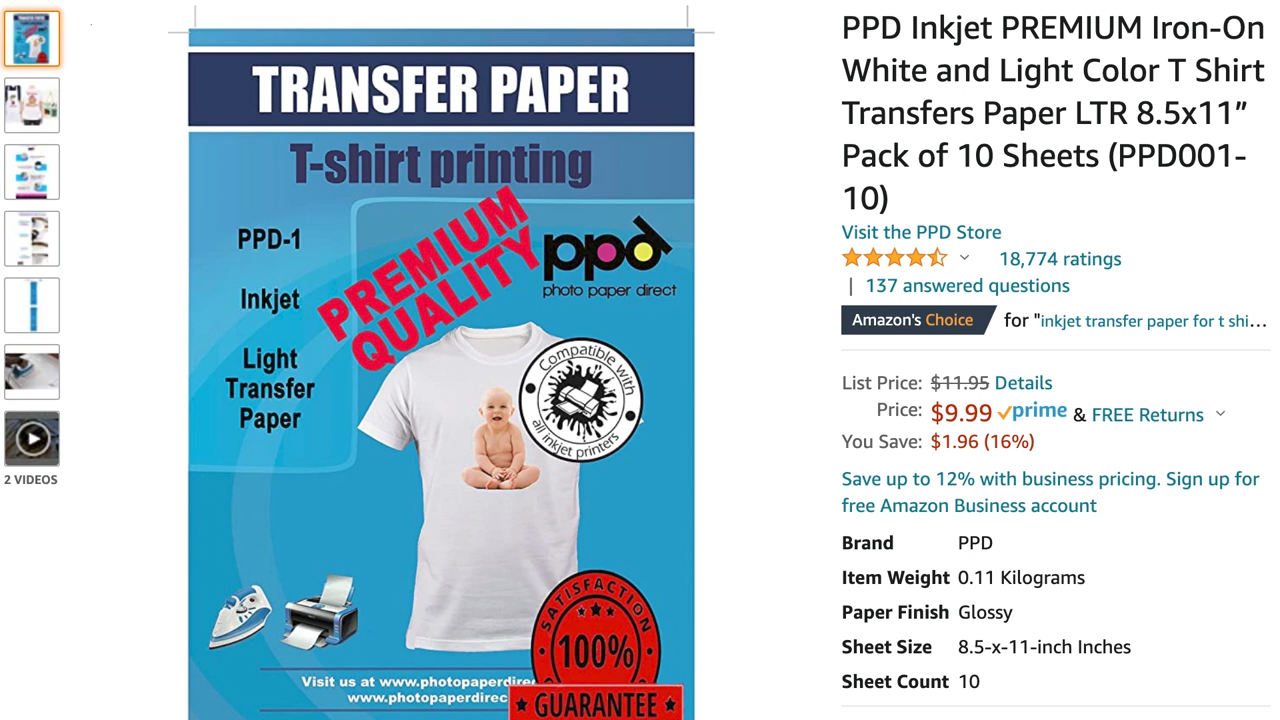 2 VIDEOS
TRANSFER PAPER
T-shirt printing
PPD-1
Inkjet
Light
Transfer
Paper
PREMIUM
QUALITY
ppd
photo paper direct
Compatible with
all inkjet printers
SATISFACTION
100%
GUARANTEE
Visit us at
PPD Inkjet PREMIUM Iron-On
White and Light Color T Shirt
Transfers Paper LTR 8.5x11”
Pack of 10 Sheets (PPD001-
10)
Visit the PPD Store
18,774 ratings
| 137 answered questions
Amazon's Choice for "inkjet transfer paper for t shi...
List Price: $11.95 Details
Price: $9.99 prime & FREE Returns
You Save: $1.96 (16%)
Save up to 12% with business pricing. Sign up for
free Amazon Business account
Brand PPD
Item Weight 0.11 Kilograms
Paper Finish Glossy
Sheet Size 8.5-x-11-inch Inches
Sheet Count 10